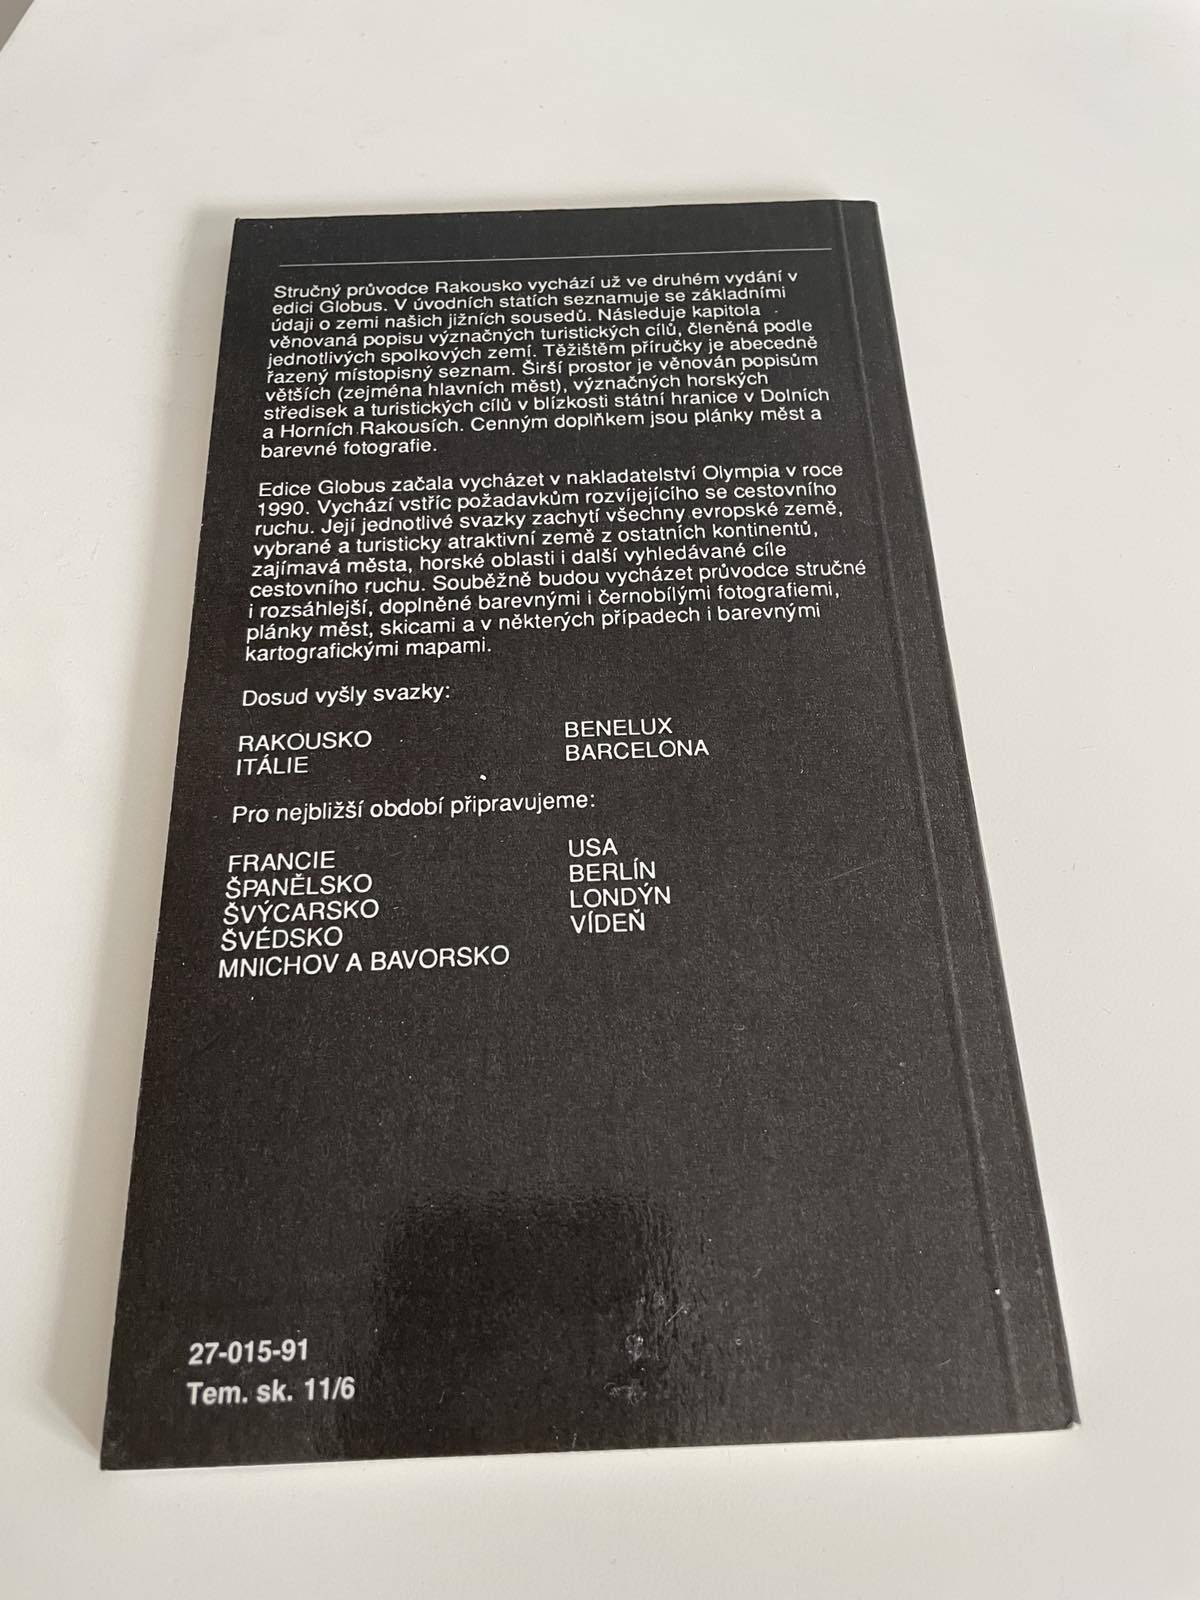 Stručný průvodce Rakousko vychází už ve druhém vydání v
edici Globus. V úvodních statích seznamuje se základními
údaji o zemi našich jižních sousedů. Následuje kapitola
věnovaná popisu význačných turistických cílů, členěná podle
jednotlivých spolkových zemí. Těžištěm příručky je abecedně
řazený místopisný seznam. Širší prostor je věnován popisům
větších (zejména hlavních měst), význačných horských
středisek a turistických cílů v blízkosti státní hranice v Dolních
a Horních Rakousích. Cenným doplňkem jsou plánky měst a
barevné fotografie.
Edice Globus začala vycházet v nakladatelství Olympia v roce
1990. Vychází vstříc požadavkům rozvíjejícího se cestovního
ruchu. Její jednotlivé svazky zachytí všechny evropské země,
vybrané a turisticky atraktivní země z ostatních kontinentů,
zajímavá města, horské oblasti i další vyhledávané cíle
cestovního ruchu. Souběžně budou vycházet průvodce stručné
i rozsáhlejší, doplněné barevnými i černobílými fotografiemi,
plánky měst, skicami a v některých případech i barevnými
kartografickými mapami.
Dosud vyšly svazky:
RAKOUSKO
ITÁLIE
BENELUX
BARCELONA
Pro nejbližší období připravujeme:
FRANCIE
ŠPANĚLSKO
ŠVÝCARSKO
ŠVÉDSKO
MNICHOV A BAVORSKO
USA
BERLÍN
LONDÝN
VÍDEŇ
27-015-91
Tem. sk. 11/6